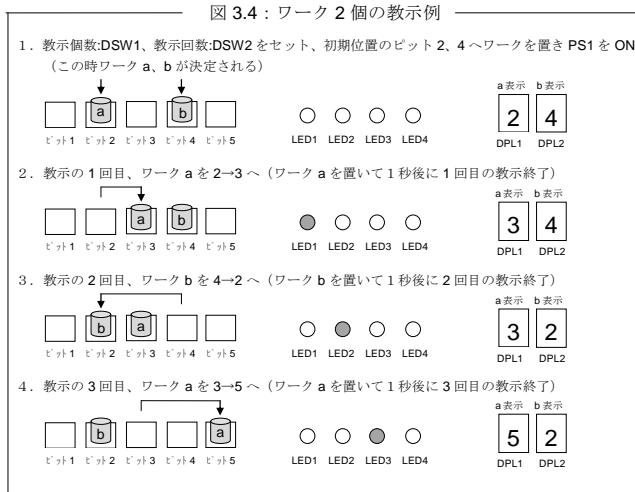 図 3.4：ワーク 2 個の教示例
1．教示個数:DSW1、教示回数:DSW2 をセット、初期位置のピット 2、4 へワークを置き PS1 を ON
（この時ワーク a、b が決定される）
a 表示 b 表示
a b 2 4
ﾋﾟｯﾄ 1 ﾋﾟｯﾄ 2 ﾋﾟｯﾄ 3 ﾋﾟｯﾄ 4 ﾋﾟｯﾄ 5 LED1 LED2 LED3 LED4 DPL1 DPL2
2．教示の 1 回目、ワーク a を 2→3 へ（ワーク a を置いて 1 秒後に 1 回目の教示終了）
a 表示 b 表示
a b 3 4
ﾋﾟｯﾄ 1 ﾋﾟｯﾄ 2 ﾋﾟｯﾄ 3 ﾋﾟｯﾄ 4 ﾋﾟｯﾄ 5 LED1 LED2 LED3 LED4 DPL1 DPL2
3．教示の 2 回目、ワーク b を 4→2 へ（ワーク b を置いて 1 秒後に 2 回目の教示終了）
a 表示 b 表示
b a 3 2
ﾋﾟｯﾄ 1 ﾋﾟｯﾄ 2 ﾋﾟｯﾄ 3 ﾋﾟｯﾄ 4 ﾋﾟｯﾄ 5 LED1 LED2 LED3 LED4 DPL1 DPL2
4．教示の 3 回目、ワーク a を 3→5 へ（ワーク a を置いて 1 秒後に 3 回目の教示終了）
a 表示 b 表示
b a 5 2
ﾋﾟｯﾄ 1 ﾋﾟｯﾄ 2 ﾋﾟｯﾄ 3 ﾋﾟｯﾄ 4 ﾋﾟｯﾄ 5 LED1 LED2 LED3 LED4 DPL1 DPL2